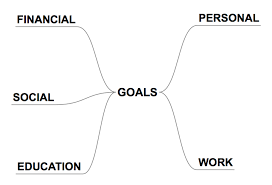 FINANCIAL
PERSONAL
SOCIAL
GOALS
EDUCATION
WORK